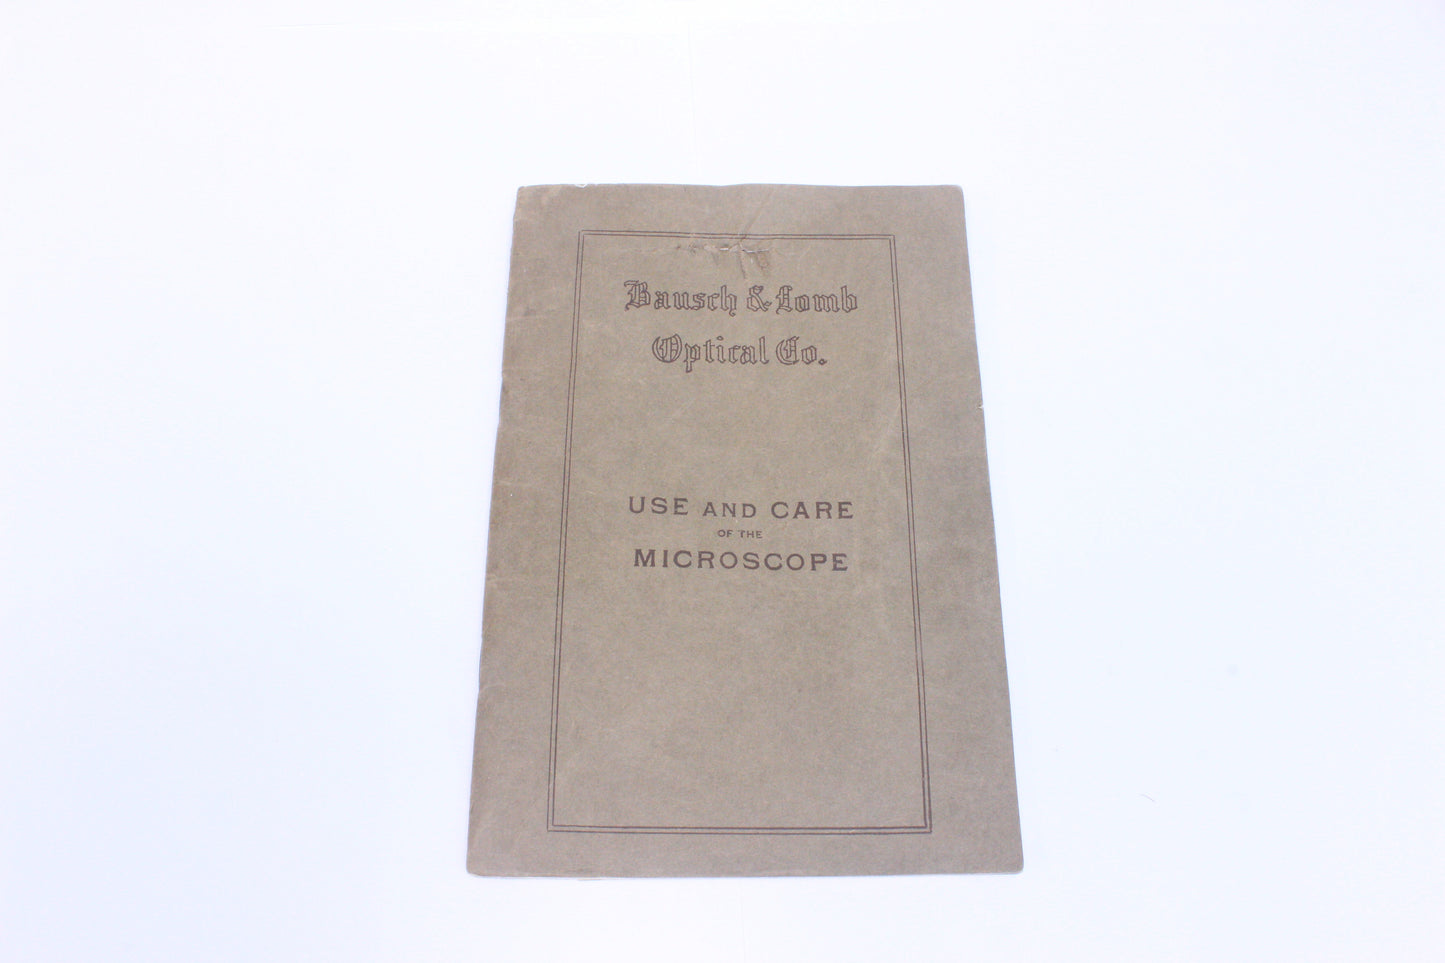 Bausch & Lomb
Optical Co.
USE AND CARE
OF THE
MICROSCOPE